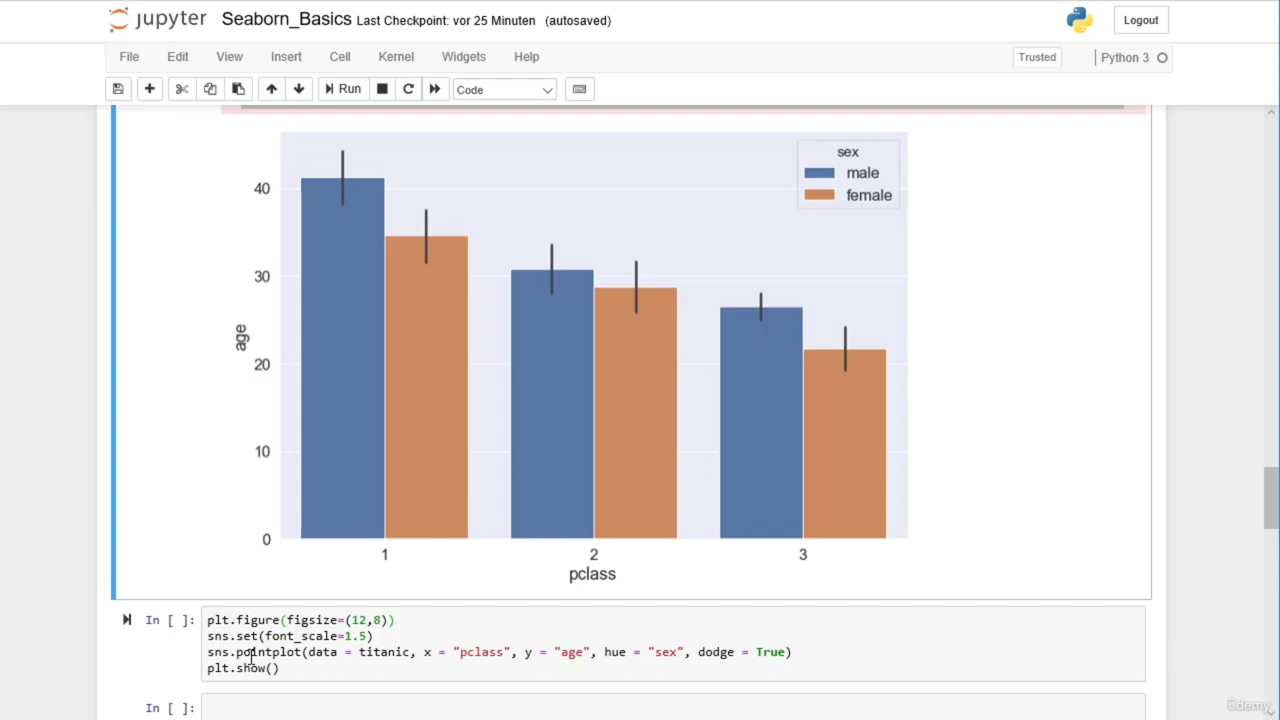 jupyter Seaborn_Basics Last Checkpoint: vor 25 Minuten (autosaved) Logout
File Edit View Insert Cell Kernel Widgets Help Trusted Python 3
Run Code
sex
male
female
40
30
20
10
0
age
1 2 3
pclass
In [ ]: plt.figure(figsize=(12,8))
sns.set(font_scale=1.5)
sns.pointplot(data = titanic, x = "pclass", y = "age", hue = "sex", dodge = True)
plt.show()
In [ ]:
ûdemy